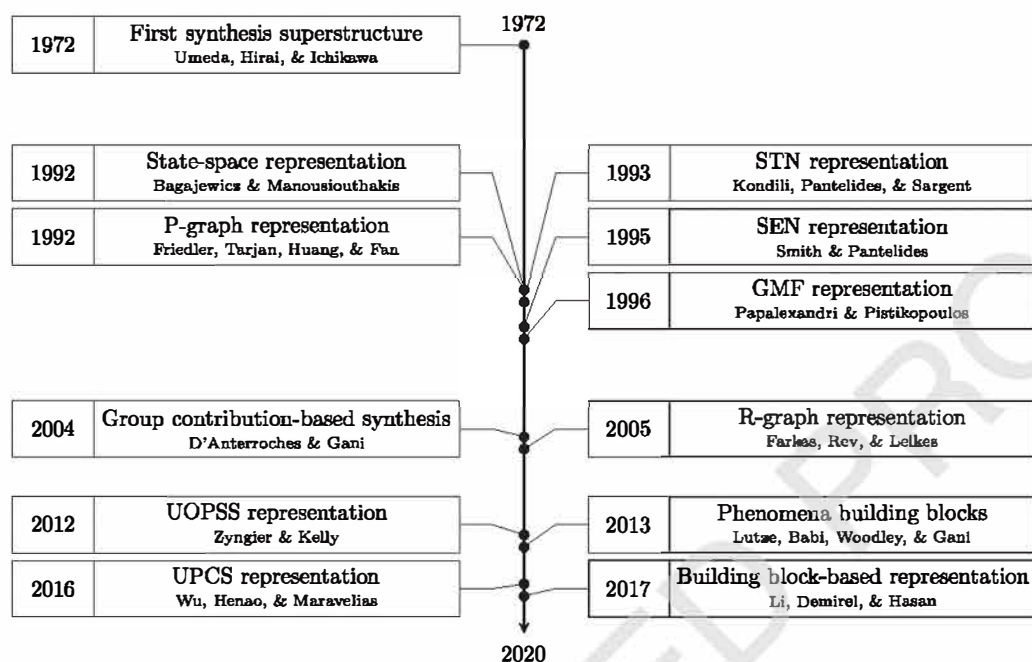 1972
1972
First synthesis superstructure
Umeda, Hirai, & Ichikawa
1992
State-space representation
Bagajewicz & Manousiouthakis
1993
STN representation
Kondili, Pantelides, & Sargent
1992
P-graph representation
Friedler, Tarjan, Huang, & Fan
1995
SEN representation
Smith & Pantelides
1996
GMF representation
Papalexandri & Pistikopoulos
2004
Group contribution-based synthesis
D'Anterroches & Gani
2005
R-graph representation
Farkas, Rev, & Lelkes
2012
UOPSS representation
Zyngier & Kelly
2013
Phenomena building blocks
Lutze, Babi, Woodley, & Gani
2016
UPCS representation
Wu, Henao, & Maravelias
2017
Building block-based representation
Li, Demirel, & Hasan
2020
ED PRO